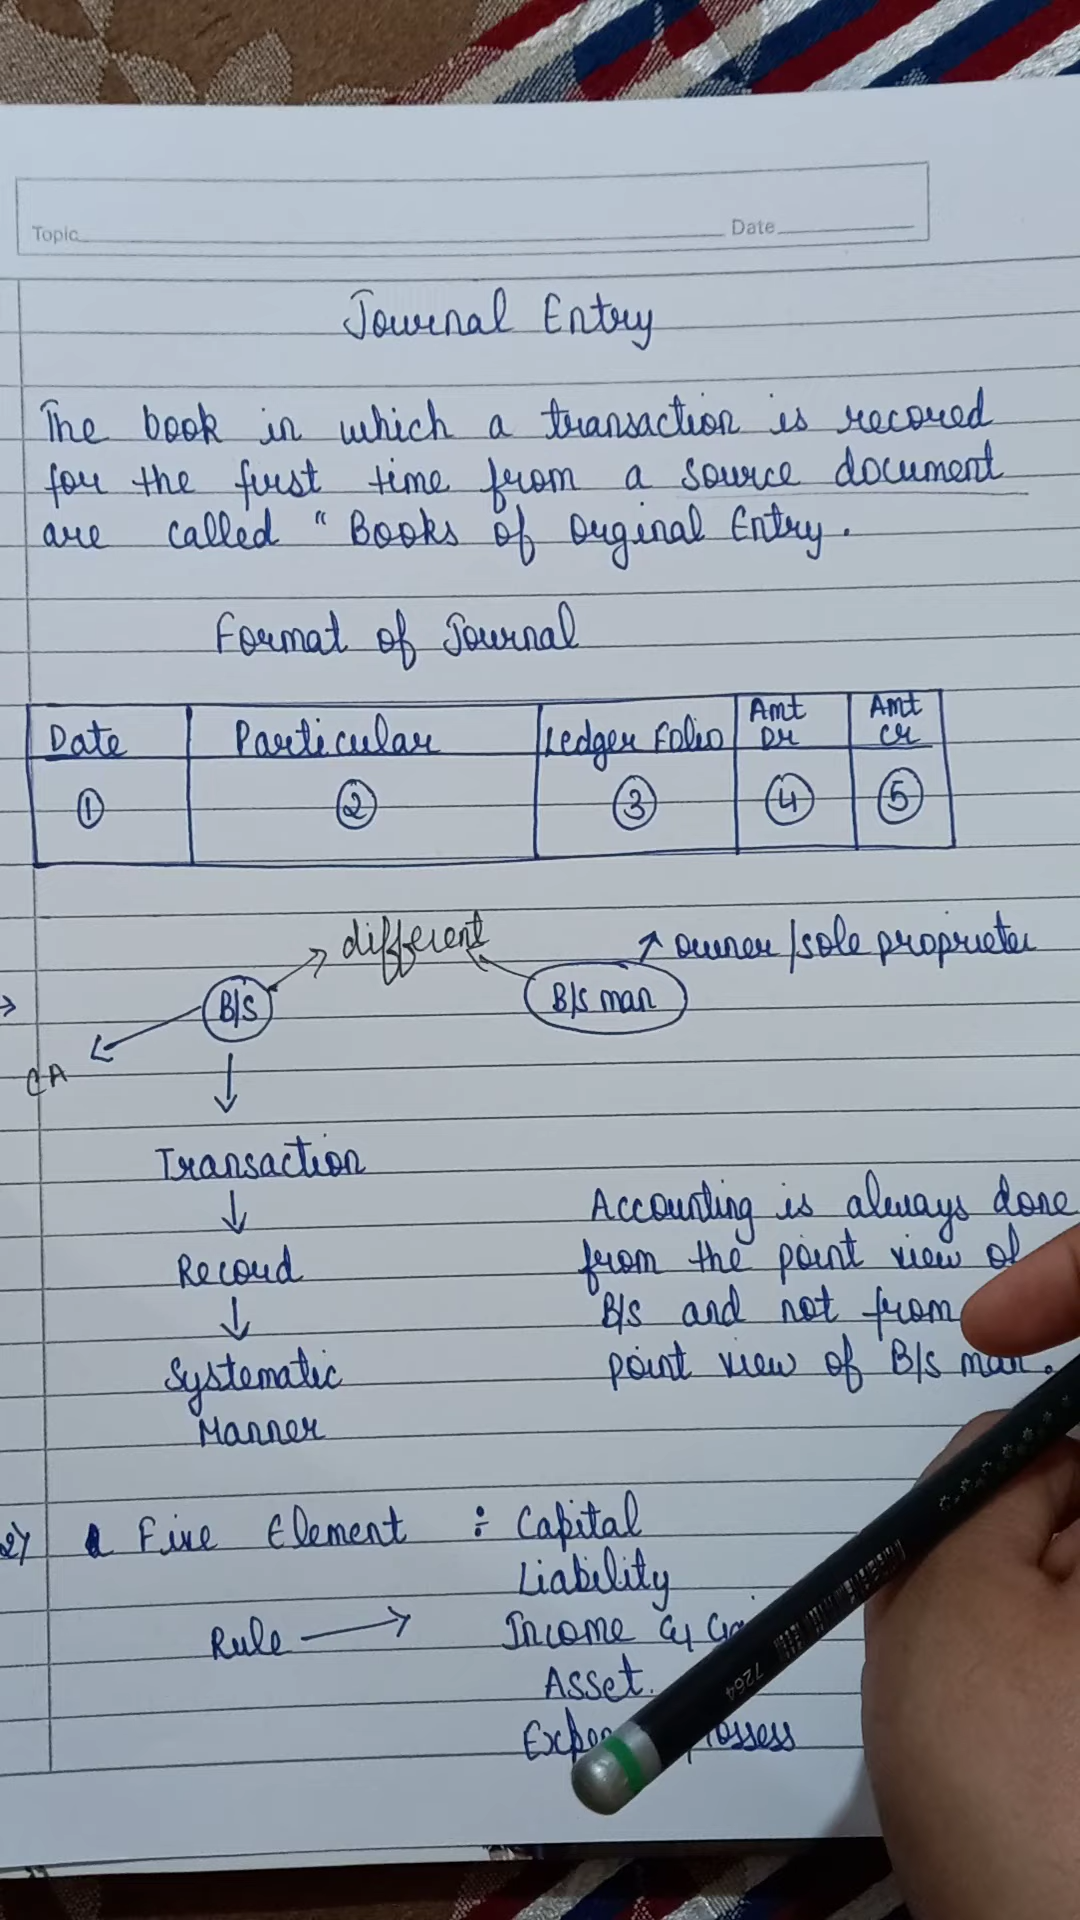 Topic Date
Journal Entry
The book in which a transaction is recored
for the first time from a source document
are called " Books of Orginal Entry.
Format of Journal
Date Particular Ledger Folio Amt Dr Amt Cr
① ② ③ ④ ⑤
different ↗ owner/sole proprieter
→ B/S B/s man
CA
Transaction
↓
Record
↓
Systematic
Manner
Accounting is always done
from the point view of
B/s and not from
point view of B/s man.
2) Five Element : Capital
Liability
Rule → Income
Asset.
7264